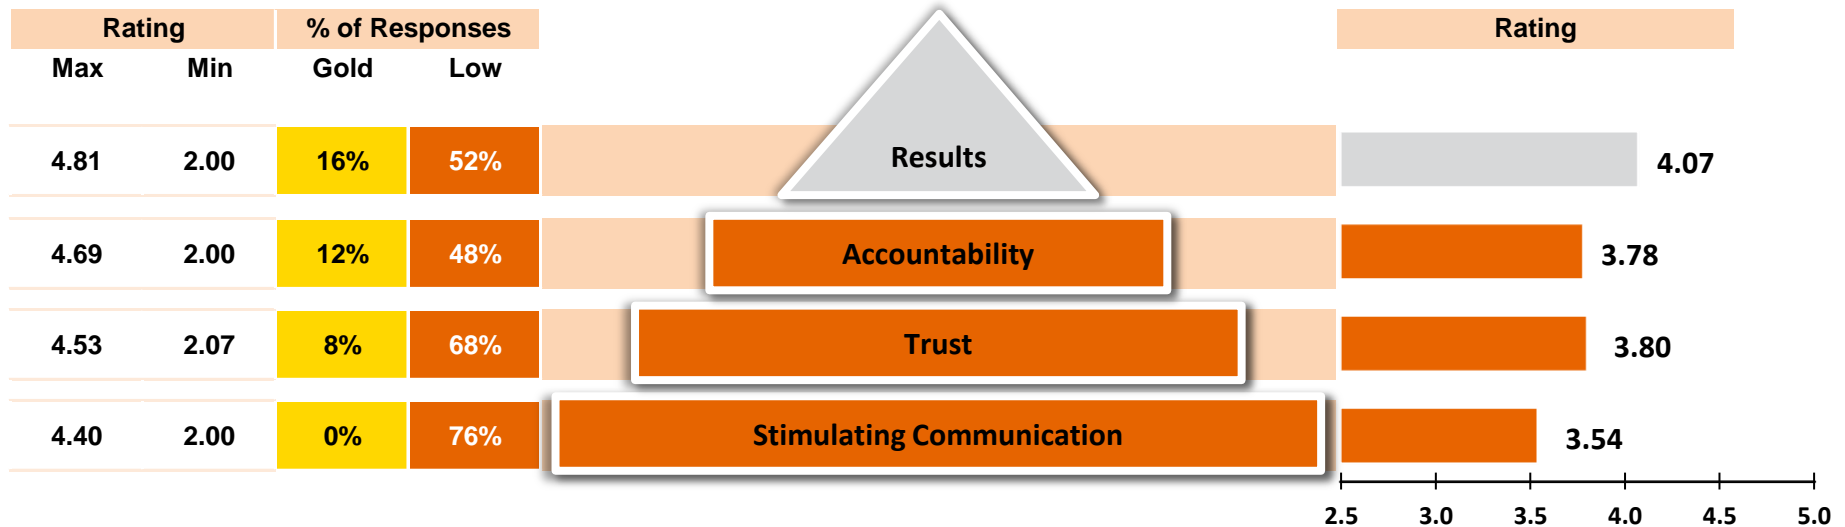 Rating % of Responses Rating
Max Min Gold Low
4.81 2.00 16% 52% Results 4.07
4.69 2.00 12% 48% Accountability 3.78
4.53 2.07 8% 68% Trust 3.80
4.40 2.00 0% 76% Stimulating Communication 3.54
2.5 3.0 3.5 4.0 4.5 5.0